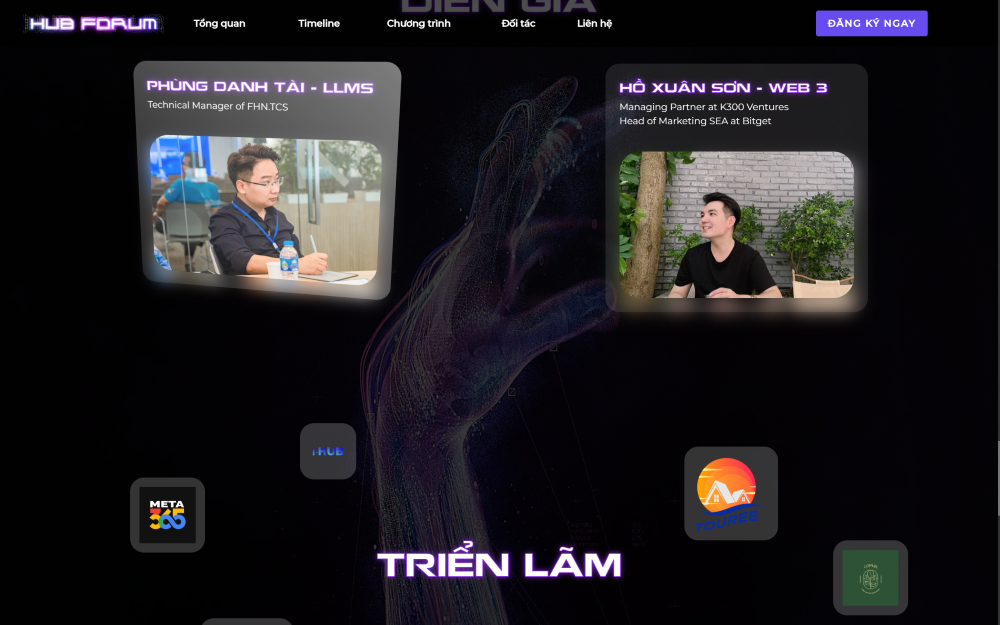 DIỄN GIẢ
HUB FORUM
Tổng quan
Timeline
Chương trình
Đối tác
Liên hệ
ĐĂNG KÝ NGAY
PHÙNG DANH TÀI - LLMS
Technical Manager of FHN.TCS
HỒ XUÂN SƠN - WEB 3
Managing Partner at K300 Ventures
Head of Marketing SEA at Bitget
HUB
META
365
TOUREE
TRIỂN LÃM